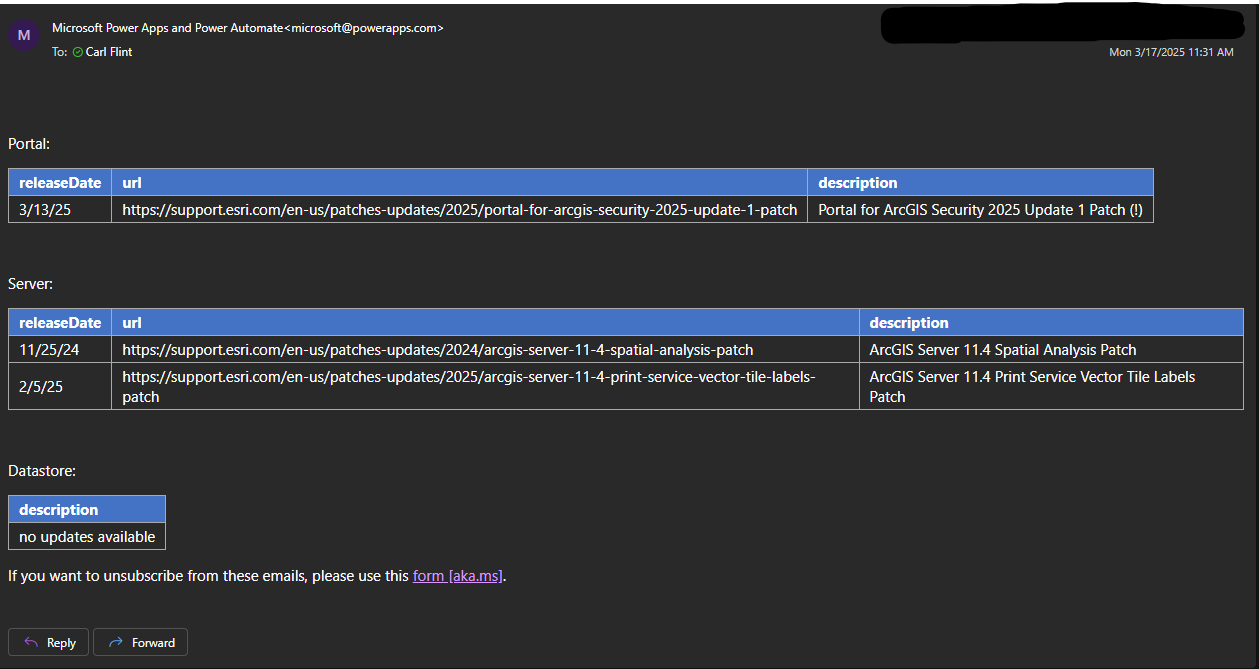 M
Microsoft Power Apps and Power Automate<microsoft@powerapps.com>
To: Carl Flint
Mon 3/17/2025 11:31 AM
Portal:
releaseDate url description
3/13/25 https://support.esri.com/en-us/patches-updates/2025/portal-for-arcgis-security-2025-update-1-patch Portal for ArcGIS Security 2025 Update 1 Patch (!)
Server:
releaseDate url description
11/25/24 https://support.esri.com/en-us/patches-updates/2024/arcgis-server-11-4-spatial-analysis-patch ArcGIS Server 11.4 Spatial Analysis Patch
2/5/25 https://support.esri.com/en-us/patches-updates/2025/arcgis-server-11-4-print-service-vector-tile-labels- ArcGIS Server 11.4 Print Service Vector Tile Labels
patch Patch
Datastore:
description
no updates available
If you want to unsubscribe from these emails, please use this form [aka.ms].
Reply Forward